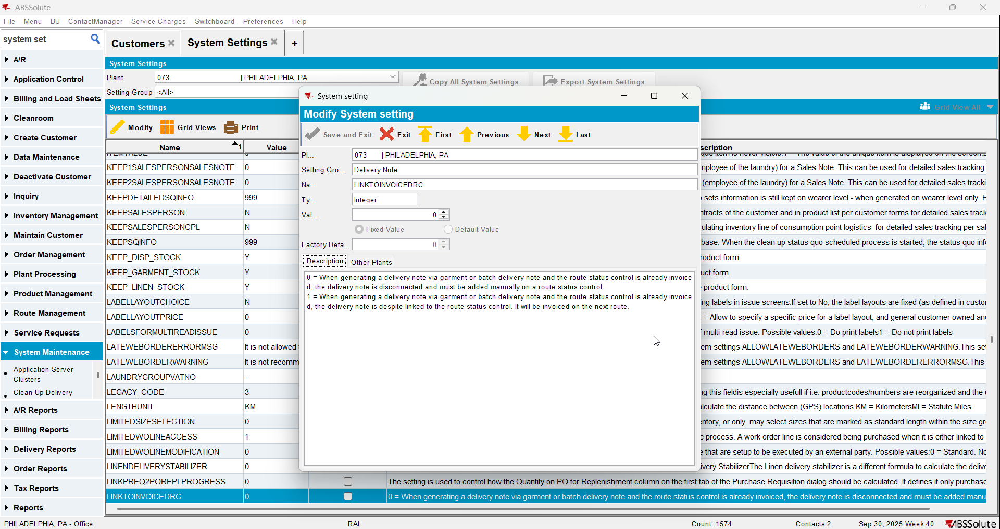 ABSSolute
File Menu BU ContactManager Service Charges Switchboard Preferences Help
system set
Customers
System Settings
+
A/R
Application Control
Billing and Load Sheets
Cleanroom
Create Customer
Data Maintenance
Deactivate Customer
Inquiry
Inventory Management
Maintain Customer
Order Management
Plant Processing
Product Management
Route Management
Service Requests
System Maintenance
Application Server
Clusters
Clean Up Delivery
A/R Reports
Billing Reports
Delivery Reports
Order Reports
Tax Reports
Reports
System Settings
Plant 073 | PHILADELPHIA, PA
Copy All System Settings
Export System Settings
Setting Group <All>
System Settings
Grid View All
Modify Grid Views Print
Name 1 Value scription
KEEP1SALESPERSONSALESNOTE 0 mployee of the laundry) for a Sales Note. This can be used for detailed sales tracking
KEEP2SALESPERSONSALESNOTE 0 (employee of the laundry) for a Sales Note. This can be used for detailed sales tracki
KEEPDETAILEDSQINFO 999 sets information is still kept on wearer level - when generated on wearer level only. F
KEEPSALESPERSON N ntracts of the customer and in product list per customer forms for detailed sales track
KEEPSALESPERSONCPL N ulating inventory line of consumption point logistics for detailed sales tracking per sal
KEEPSQINFO 999 base. When the clean up status quo scheduled process is started, the status quo info
KEEP_DISP_STOCK Y roduct form.
KEEP_GARMENT_STOCK Y uct form.
KEEP_LINEN_STOCK Y product form.
LABELLAYOUTCHOICE N ing labels in issue screens.If set to No, the label layouts are fixed (as defined in custo
LABELLAYOUTPRICE 0 = Allow to specify a specific price for a label layout, and general customer owned an
LABELSFORMULTIREADISSUE 0 f multi-read issue. Possible values:0 = Do print labels1 = Do not print labels
LATEWEBORDERERRORMSG It is not allowed em settings ALLOWLATEWEBORDERS and LATEWEBORDERWARNING.This se
LATEWEBORDERWARNING It is not recomm em settings ALLOWLATEWEBORDERS and LATEWEBORDERERRORMSG.This
LAUNDRYGROUPVATNO -
LEGACY_CODE 3 ng this fieldis especially usefull if i.e. productcodes/numbers are reorganized and the
LENGTHUNIT KM alculate the distance between (GPS) locations.KM = KilometersMI = Statute Miles
LIMITEDSIZESELECTION 0 entory, or only may select sizes that are marked as standard length within the size gr
LIMITEDWOLINEACCESS 1 e process. A work order line is considered being purchased when it is either linked to
LIMITEDWOLINEMODIFICATION 0 that are setup to be executed by an external party. Possible values:0 = Standard. No
LINENDELIVERYSTABILIZER 0 ivery StabilizerThe Linen delivery stabilizer is a different formula to calculate the delive
LINKPREQ2POREPLPROGRESS 0 The setting is used to control how the Quantity on PO for Replenishment column on the first tab of the Purchase Requisition dialog should be calculated. It defines if only purchase
LINKTOINVOICEDRC 0 0 = When generating a delivery note via garment or batch delivery note and the route status control is already invoiced, the delivery note is disconnected and must be added manu
System setting
Modify System setting
Save and Exit Exit First Previous Next Last
Pl... 073 | PHILADELPHIA, PA
Setting Gro... Delivery Note
Na... LINKTOINVOICEDRC
Ty... Integer
Val... 0
Fixed Value Default Value
Factory Defa... 0
Description Other Plants
0 = When generating a delivery note via garment or batch delivery note and the route status control is already invoice
d, the delivery note is disconnected and must be added manually on a route status control.
1 = When generating a delivery note via garment or batch delivery note and the route status control is already invoice
d, the delivery note is despite linked to the route status control. It will be invoiced on the next route.
PHILADELPHIA, PA - Office RAL Count: 1574 Contacts 2 Sep 30, 2025 Week 40 ABSSolute